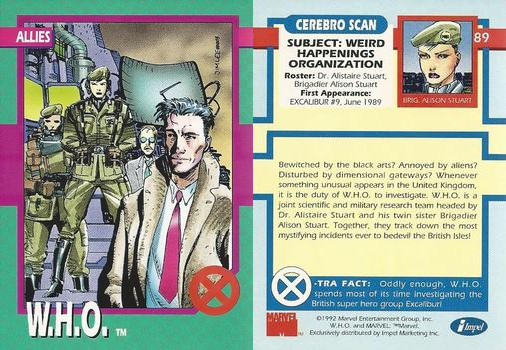 ALLIES
JIM LEE
W.H.O. ™
CEREBRO SCAN
89
SUBJECT: WEIRD
HAPPENINGS
ORGANIZATION
Roster: Dr. Alistaire Stuart,
Brigadier Alison Stuart
First Appearance:
EXCALIBUR #9, June 1989
BRIG. ALISON STUART
Bewitched by the black arts? Annoyed by aliens?
Disturbed by dimensional gateways? Whenever
something unusual appears in the United Kingdom,
it is the duty of W.H.O. to investigate. W.H.O. is a
joint scientific and military research team headed by
Dr. Alistaire Stuart and his twin sister Brigadier
Alison Stuart. Together, they track down the most
mystifying incidents ever to bedevil the British Isles!
-TRA FACT: Oddly enough, W.H.O.
spends most of its time investigating the
British super hero group Excalibur!
MARVEL
©1992 Marvel Entertainment Group, Inc.
W.H.O. and MARVEL: ™Marvel.
Exclusively distributed by Impel Marketing Inc.
Impel